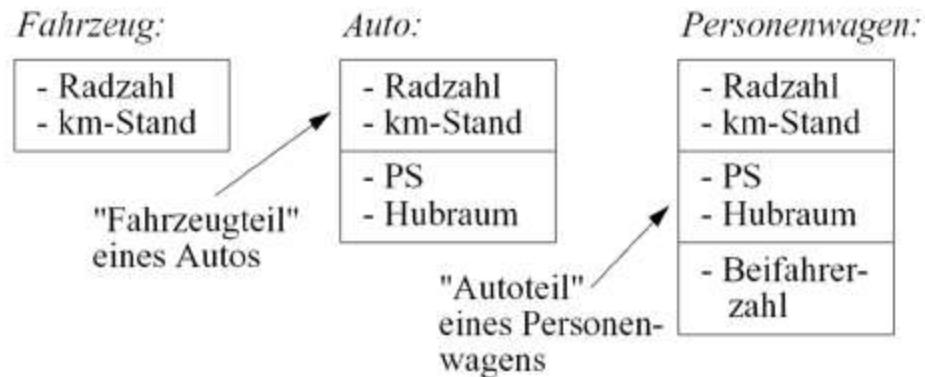 Fahrzeug:
- Radzahl
- km-Stand
"Fahrzeugteil"
eines Autos
Auto:
- Radzahl
- km-Stand
- PS
- Hubraum
"Autoteil"
eines Personen-
wagens
Personenwagen:
- Radzahl
- km-Stand
- PS
- Hubraum
- Beifahrer-
zahl